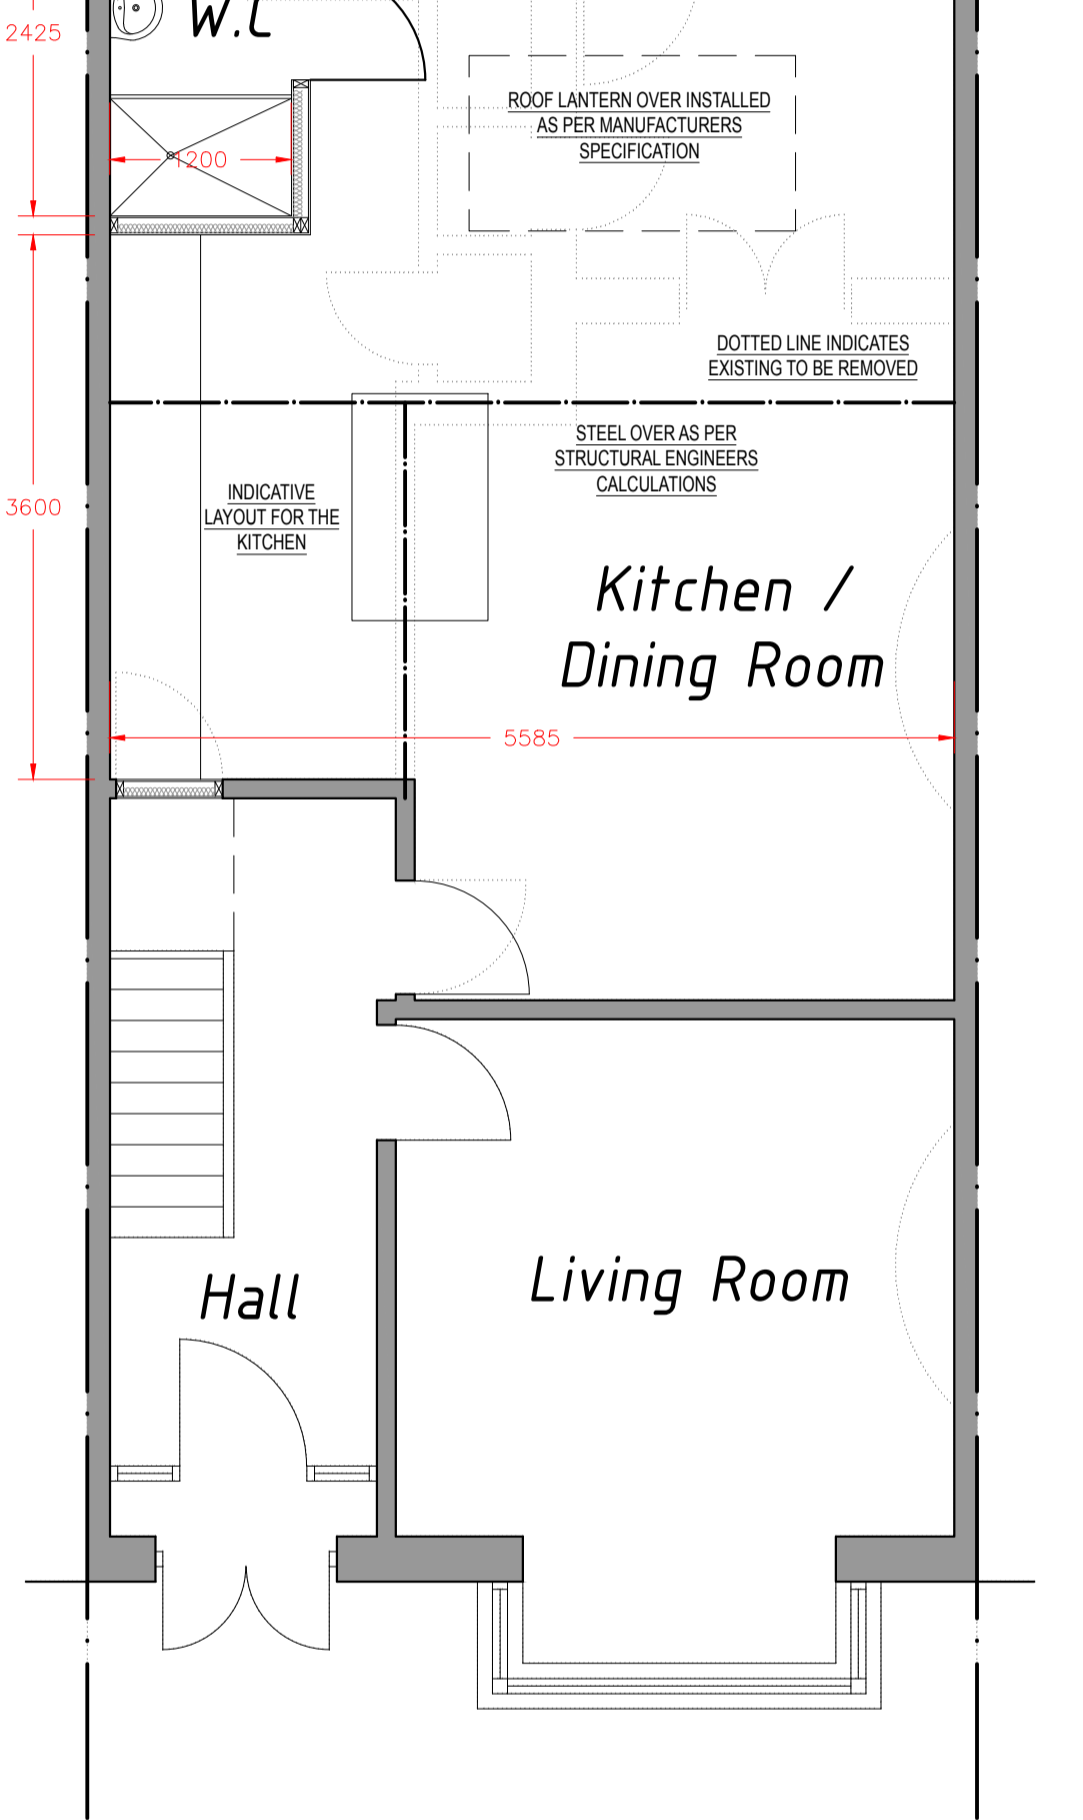 2425
W.C
ROOF LANTERN OVER INSTALLED
AS PER MANUFACTURERS
SPECIFICATION
1200
DOTTED LINE INDICATES
EXISTING TO BE REMOVED
STEEL OVER AS PER
STRUCTURAL ENGINEERS
CALCULATIONS
3600
INDICATIVE
LAYOUT FOR THE
KITCHEN
Kitchen /
Dining Room
5585
Hall
Living Room